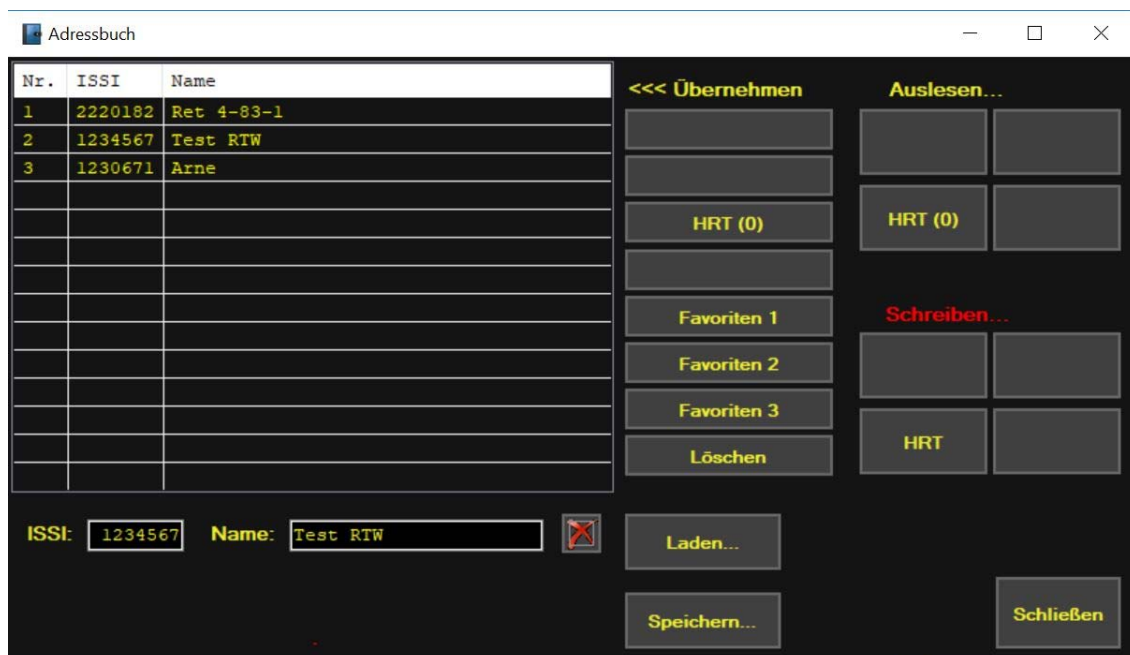 Adressbuch
Nr. ISSI Name
1 2220182 Ret 4-83-1
2 1234567 Test RTW
3 1230671 Arne
ISSI: 1234567 Name: Test RTW
<<< Übernehmen
HRT (0)
Favoriten 1
Favoriten 2
Favoriten 3
Löschen
Laden...
Speichern...
Auslesen...
HRT (0)
Schreiben...
HRT
Schließen